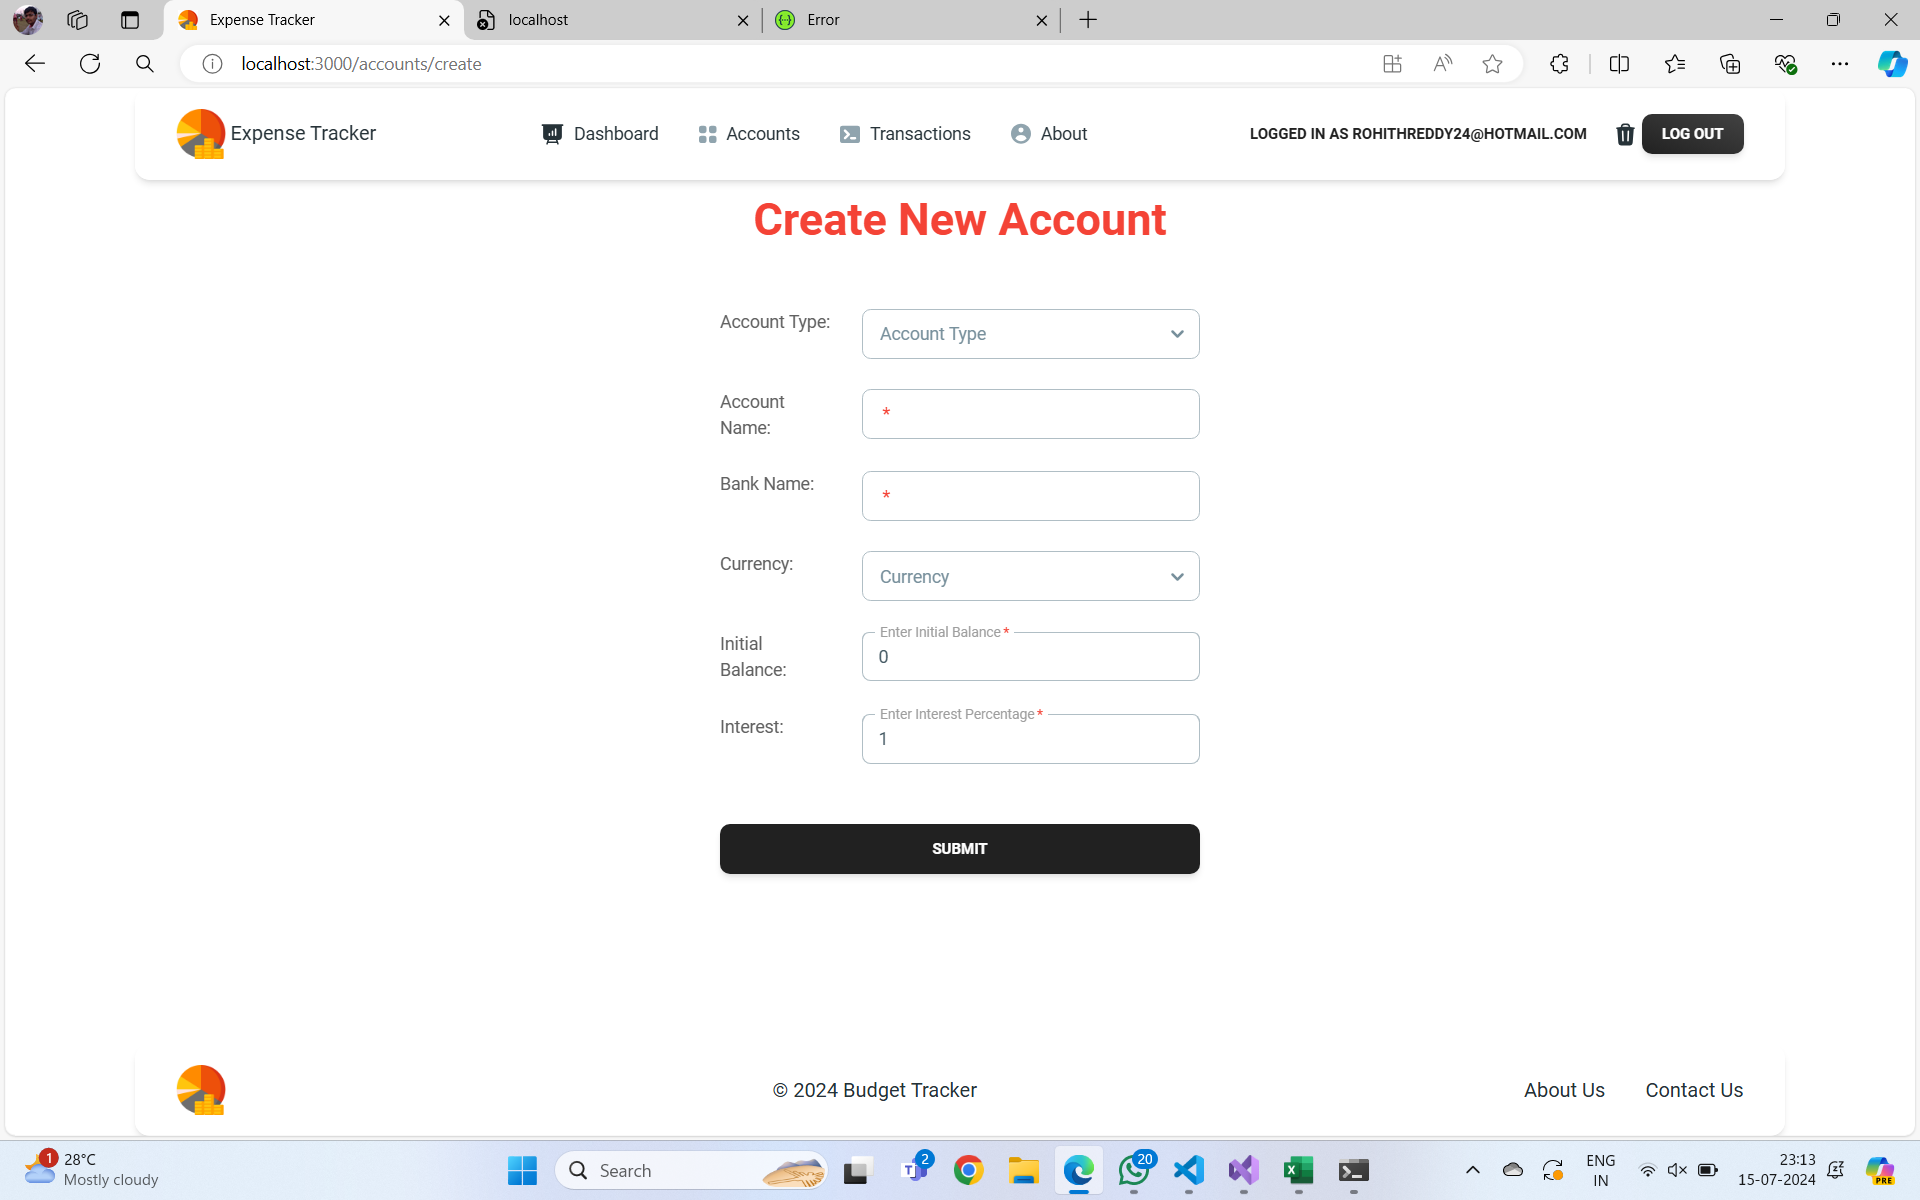 Expense Tracker
localhost
Error
localhost:3000/accounts/create
Expense Tracker
Dashboard
Accounts
Transactions
About
LOGGED IN AS ROHITHREDDY24@HOTMAIL.COM
LOG OUT
Create New Account
Account Type:
Account Type
Account
Name:
*
Bank Name:
*
Currency:
Currency
Initial
Balance:
Enter Initial Balance *
0
Interest:
Enter Interest Percentage *
1
SUBMIT
© 2024 Budget Tracker
About Us
Contact Us
1
28°C
Mostly cloudy
Search
2
20
ENG
IN
23:13
15-07-2024
PRE